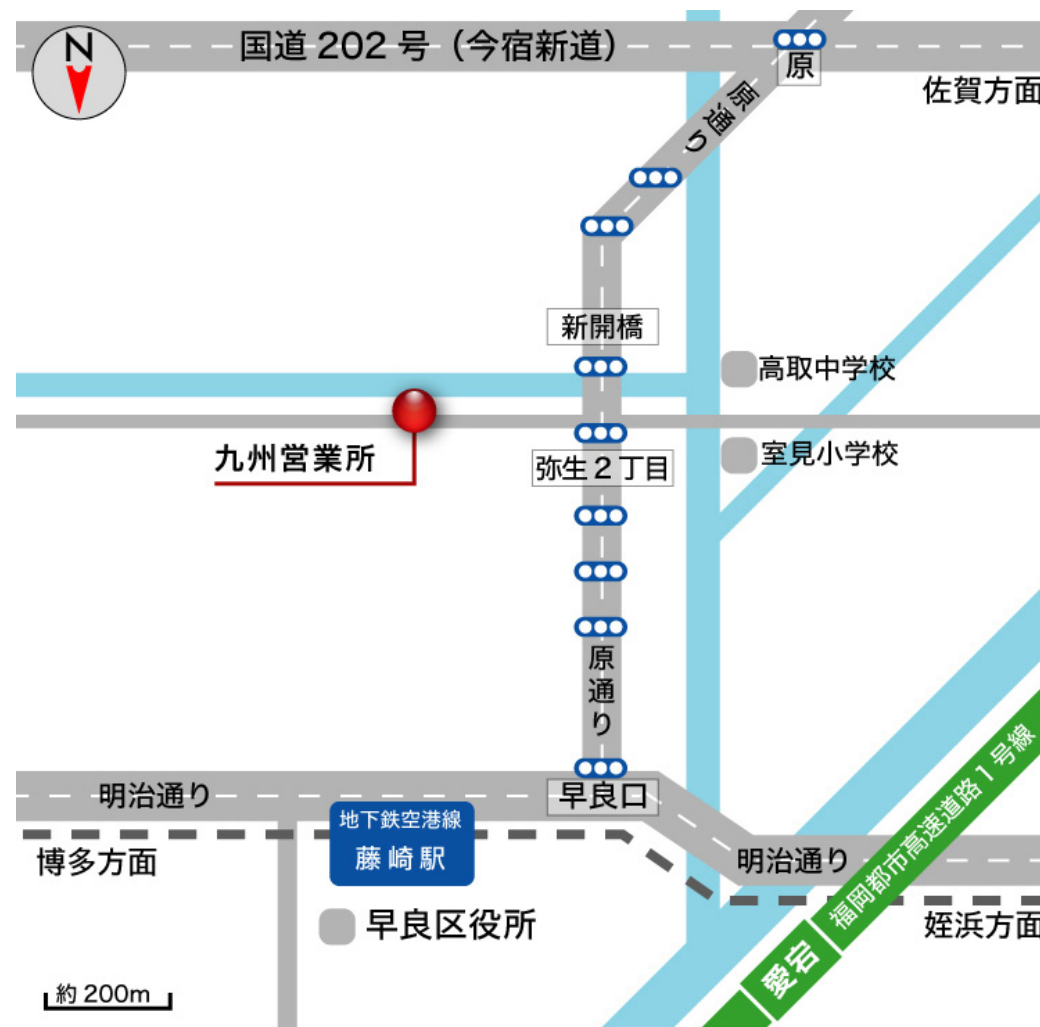 N
国道 202 号(今宿新道)
原
佐賀方面
原通り
新開橋
高取中学校
九州営業所
弥生2丁目
室見小学校
原通り
明治通り
早良口
地下鉄空港線
藤崎駅
博多方面
明治通り
福岡都市高速道路1号線
早良区役所
姪浜方面
愛宕
約 200m